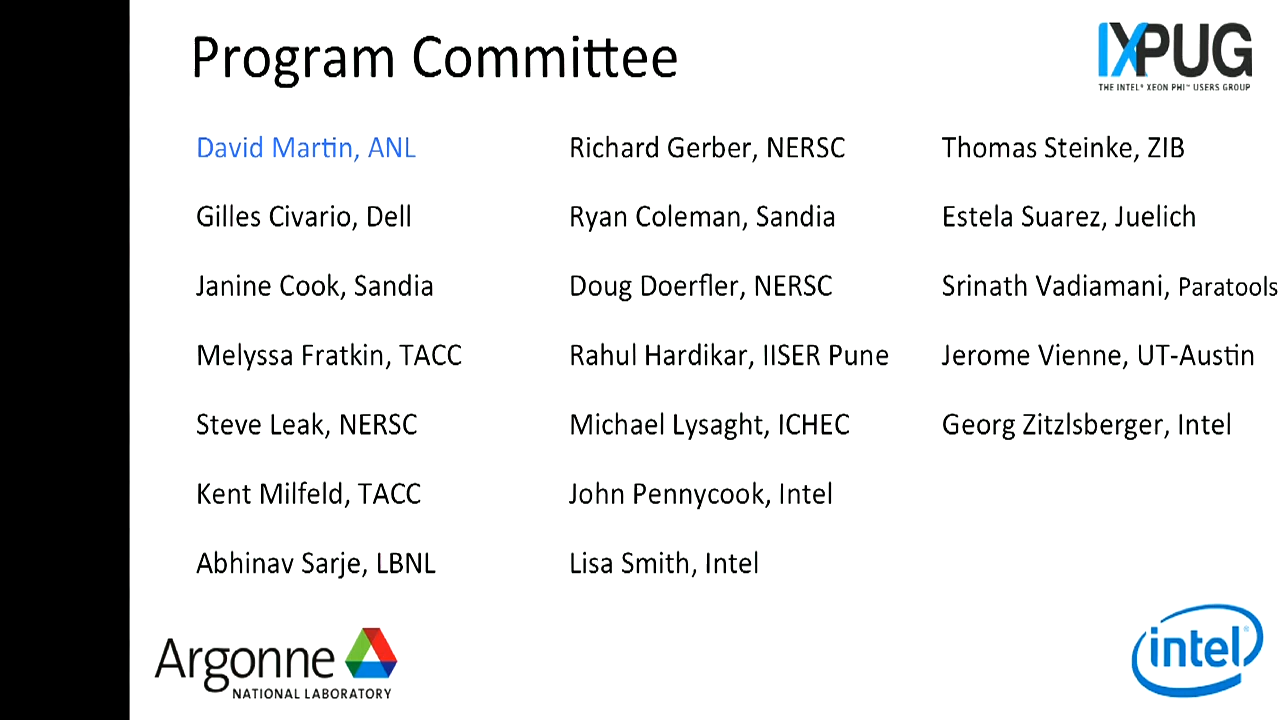 Program Committee
IXPUG
THE INTEL® XEON PHI™ USERS GROUP
David Martin, ANL
Gilles Civario, Dell
Janine Cook, Sandia
Melyssa Fratkin, TACC
Steve Leak, NERSC
Kent Milfeld, TACC
Abhinav Sarje, LBNL
Richard Gerber, NERSC
Ryan Coleman, Sandia
Doug Doerfler, NERSC
Rahul Hardikar, IISER Pune
Michael Lysaght, ICHEC
John Pennycook, Intel
Lisa Smith, Intel
Thomas Steinke, ZIB
Estela Suarez, Juelich
Srinath Vadiamani, Paratools
Jerome Vienne, UT-Austin
Georg Zitzlsberger, Intel
Argonne
NATIONAL LABORATORY
intel®